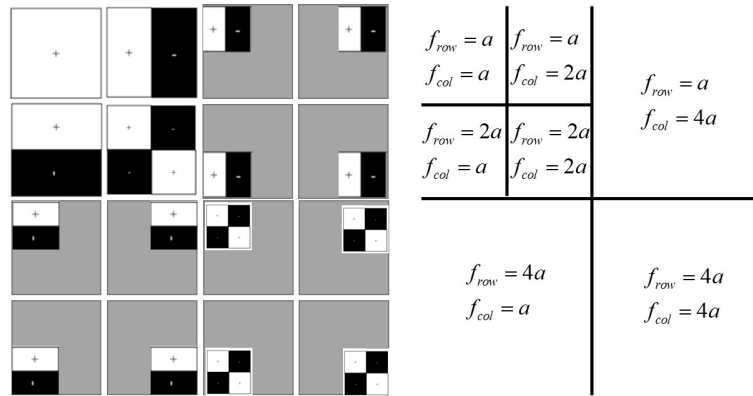 f_row = a
f_col = a
f_row = a
f_col = 2a
f_row = a
f_col = 4a
f_row = 2a
f_col = a
f_row = 2a
f_col = 2a
f_row = 4a
f_col = a
f_row = 4a
f_col = 4a